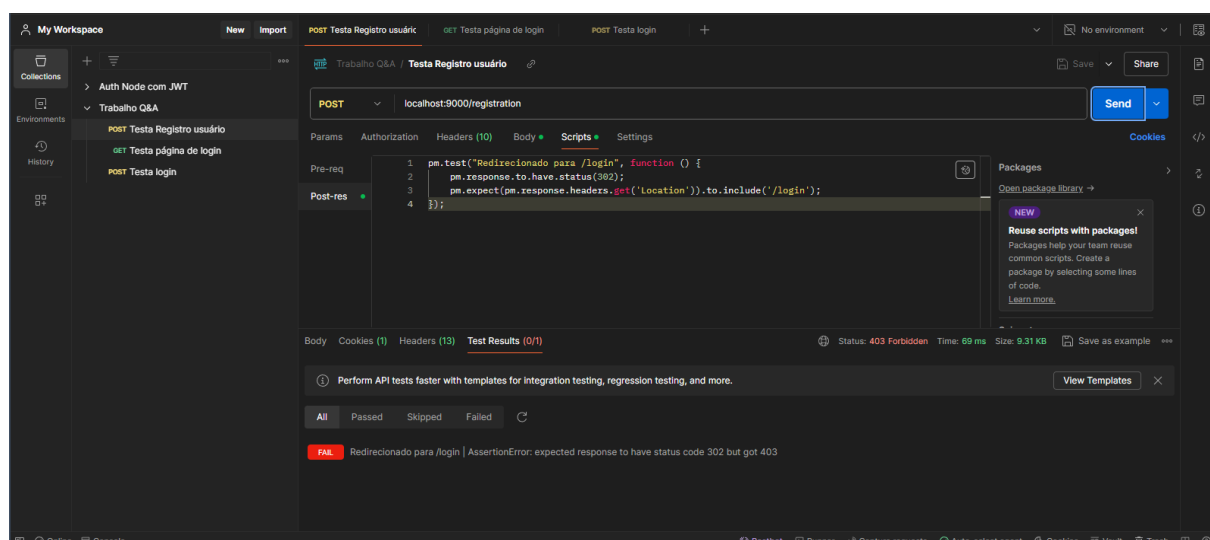 My Workspace New Import POST Testa Registro usuáric GET Testa página de login POST Testa login No environment
Collections
Environments
History
Auth Node com JWT
Trabalho Q&A
POST Testa Registro usuário
GET Testa página de login
POST Testa login
HTTP Trabalho Q&A / Testa Registro usuário Save Share
POST localhost:9000/registration Send
Params Authorization Headers (10) Body Scripts Settings Cookies
Pre-req
Post-res
1 pm.test("Redirecionado para /login", function () {
2 pm.response.to.have.status(302);
3 pm.expect(pm.response.headers.get('Location')).to.include('/login');
4 });
Packages
Open package library →
NEW
Reuse scripts with packages!
Packages help your team reuse
common scripts. Create a
package by selecting some lines
of code.
Learn more.
Body Cookies (1) Headers (13) Test Results (0/1) Status: 403 Forbidden Time: 69 ms Size: 9.31 KB Save as example
Perform API tests faster with templates for integration testing, regression testing, and more. View Templates
All Passed Skipped Failed
FAIL Redirecionado para /login | AssertionError: expected response to have status code 302 but got 403